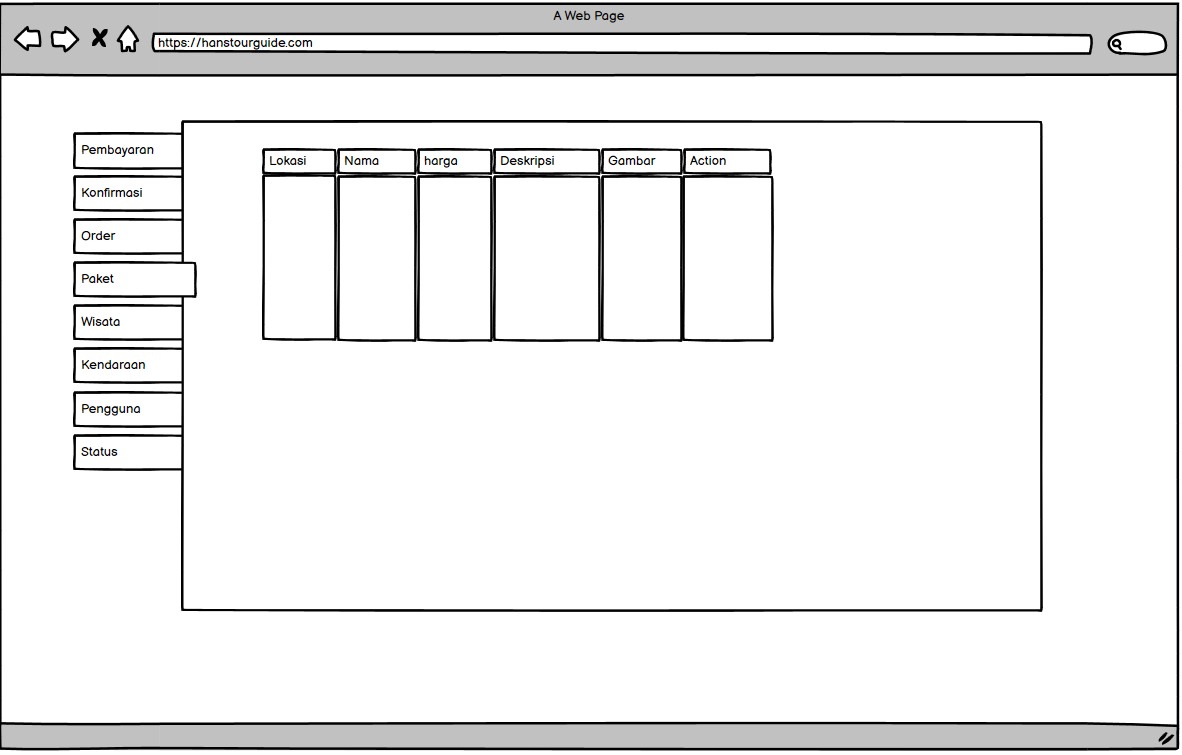 A Web Page
https://hanstourguide.com
Pembayaran
Konfirmasi
Order
Paket
Wisata
Kendaraan
Pengguna
Status
Lokasi Nama harga Deskripsi Gambar Action